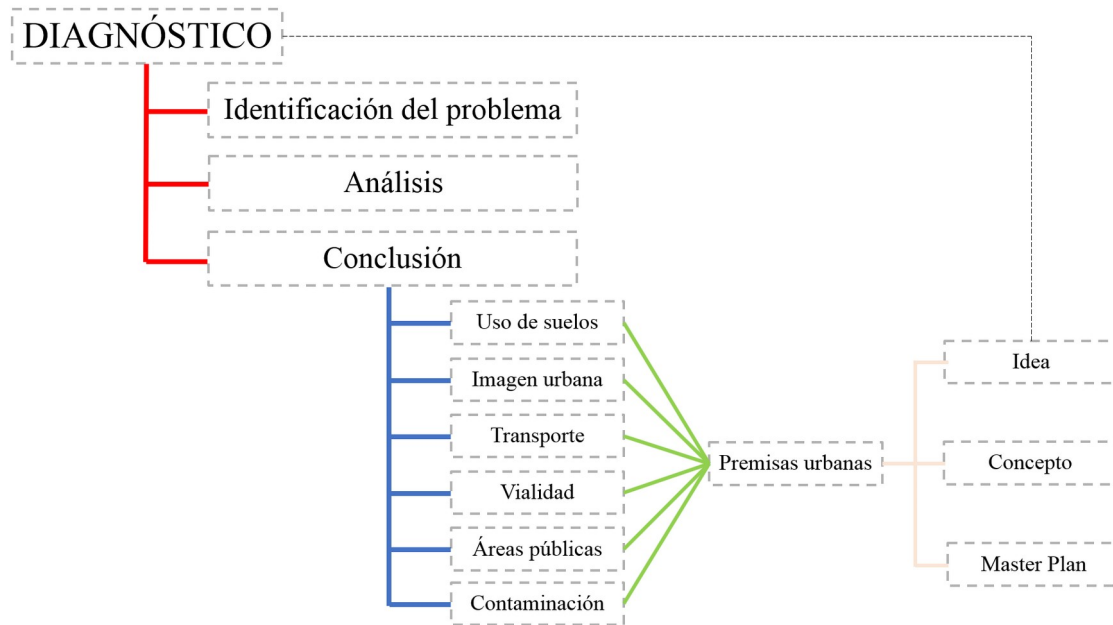 DIAGNÓSTICO
Identificación del problema
Análisis
Conclusión
Uso de suelos
Imagen urbana
Transporte
Vialidad
Áreas públicas
Contaminación
Premisas urbanas
Idea
Concepto
Master Plan